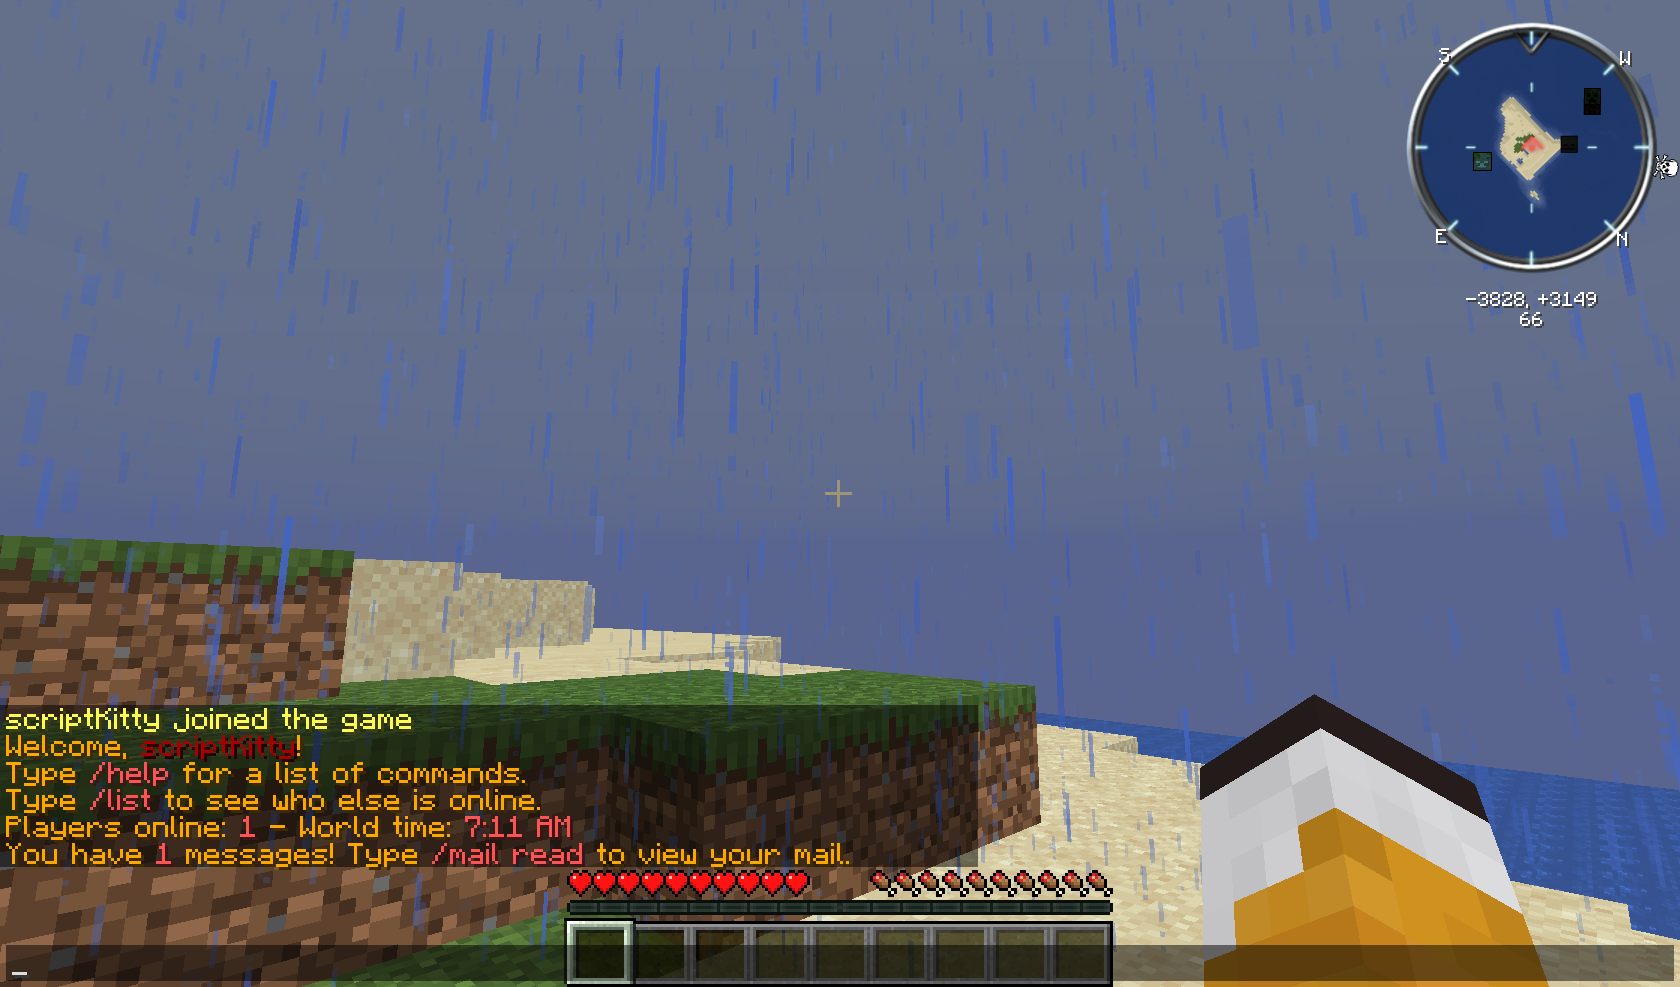 S
W
E
N
-3828, +3149
66
scriptKitty joined the game
Welcome, scriptKitty!
Type /help for a list of commands.
Type /list to see who else is online.
Players online: 1 - World time: 7:11 AM
You have 1 messages! Type /mail read to view your mail.
_